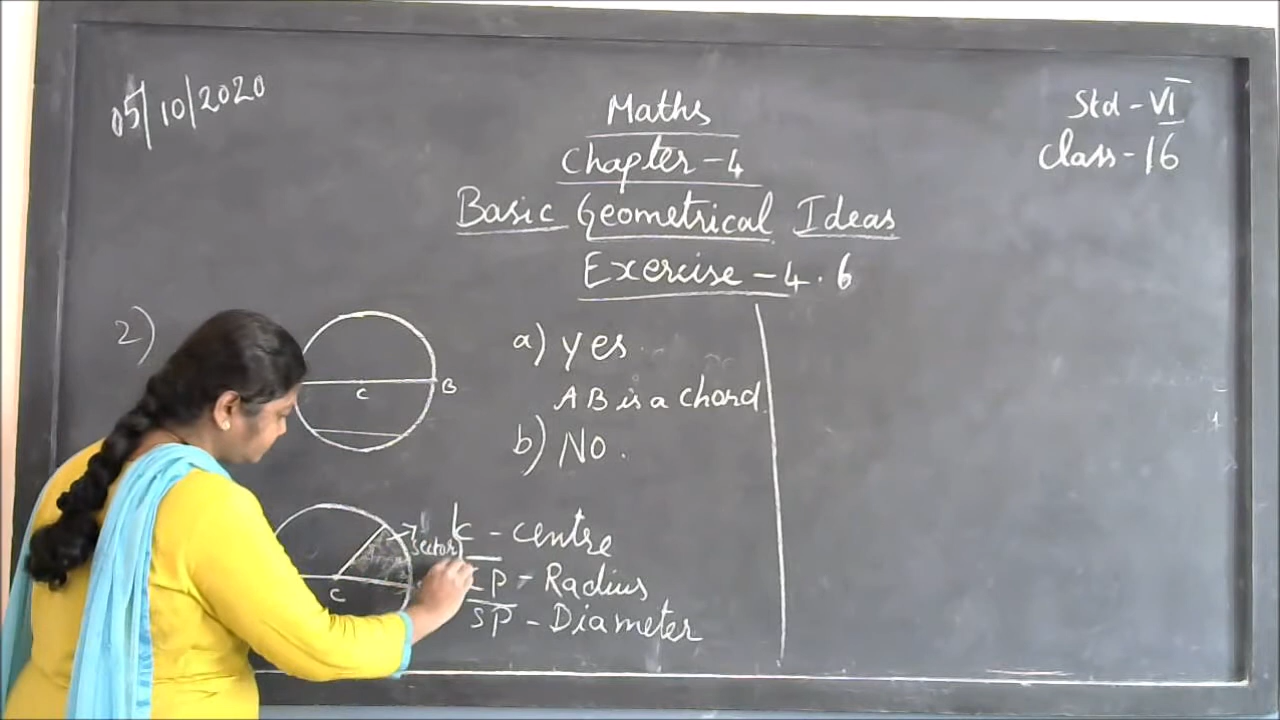 05/10/2020
Maths
Std - VI
Chapter - 4
Class - 16
Basic Geometrical Ideas
Exercise - 4.6
2)
C
B
a) Yes.
AB is a chord.
b) No.
sector
C
C - Centre
CP - Radius
SP - Diameter